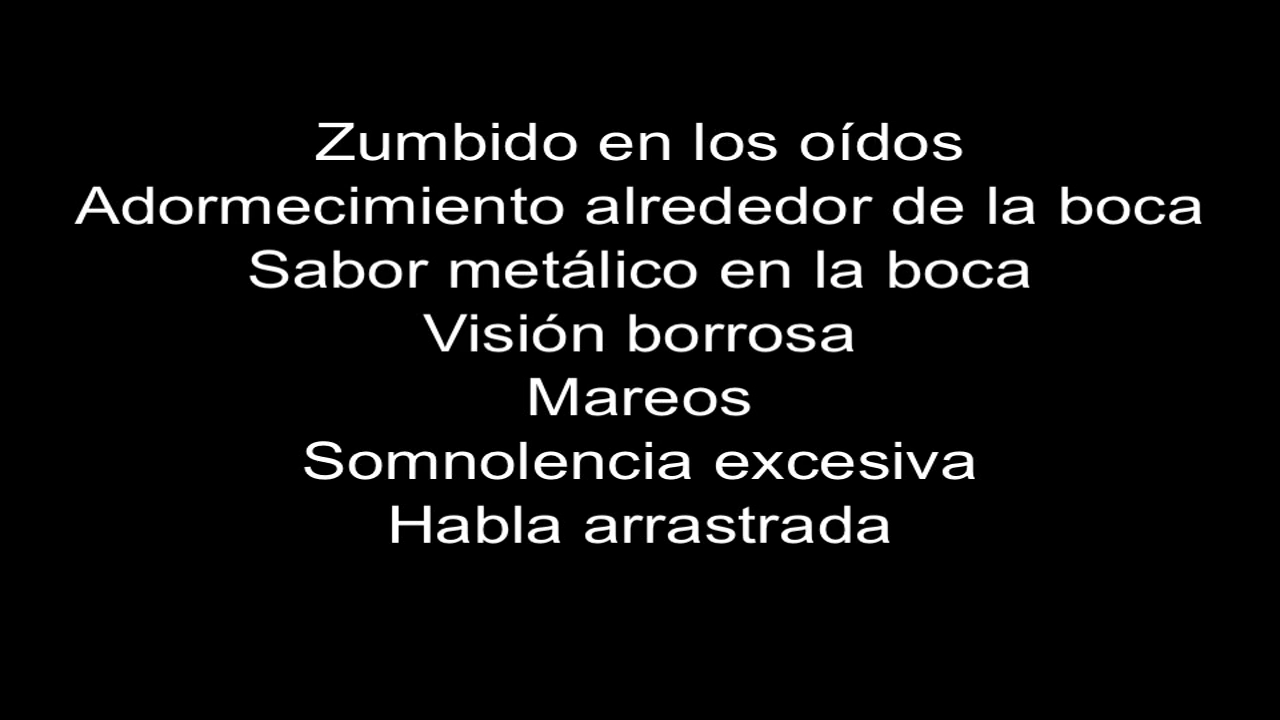 Zumbido en los oídos
Adormecimiento alrededor de la boca
Sabor metálico en la boca
Visión borrosa
Mareos
Somnolencia excesiva
Habla arrastrada